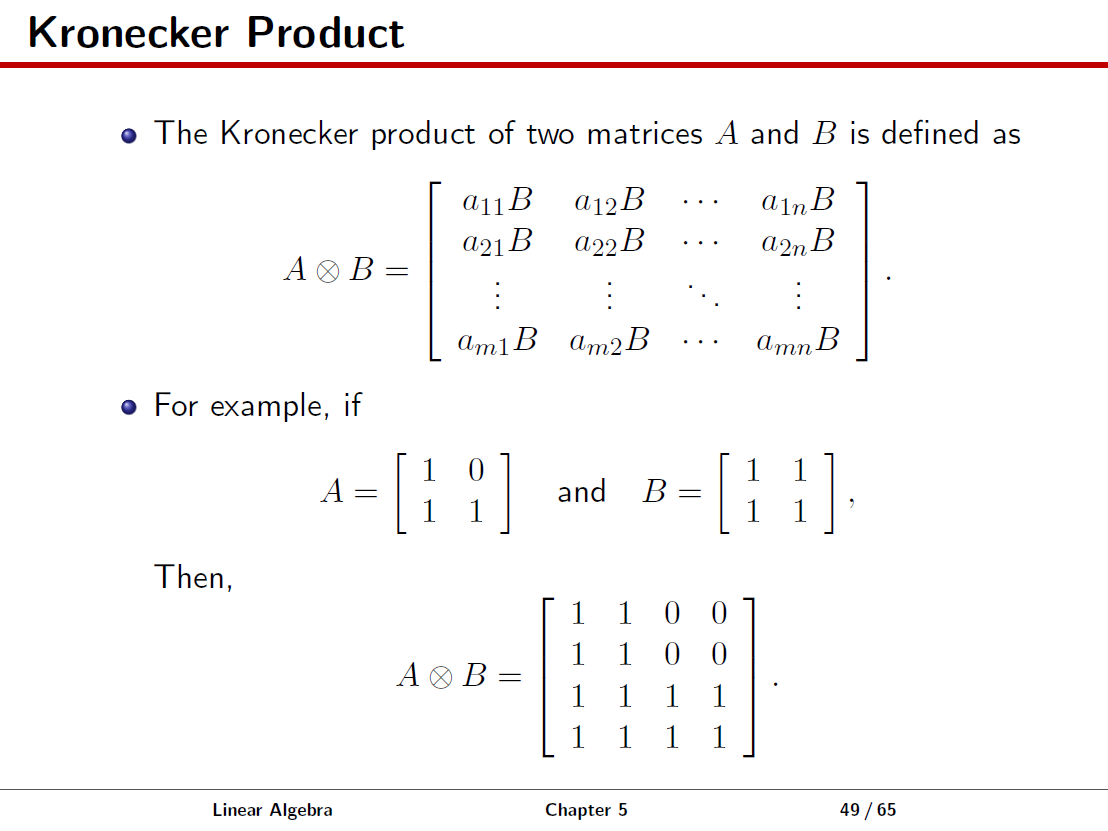 Kronecker Product
The Kronecker product of two matrices A and B is defined as
a₁₁B a₁₂B ⋯ a₁ₙB
a₂₁B a₂₂B ⋯ a₂ₙB
A ⊗ B =
⋮ ⋮ ⋱ ⋮
.
aₘ₁B aₘ₂B ⋯ aₘₙB
For example, if
A = [ 1 0 ; 1 1 ] and B = [ 1 1 ; 1 1 ] ,
Then,
1 1 0 0
1 1 0 0
A ⊗ B =
.
1 1 1 1
1 1 1 1
Linear Algebra Chapter 5 49 / 65